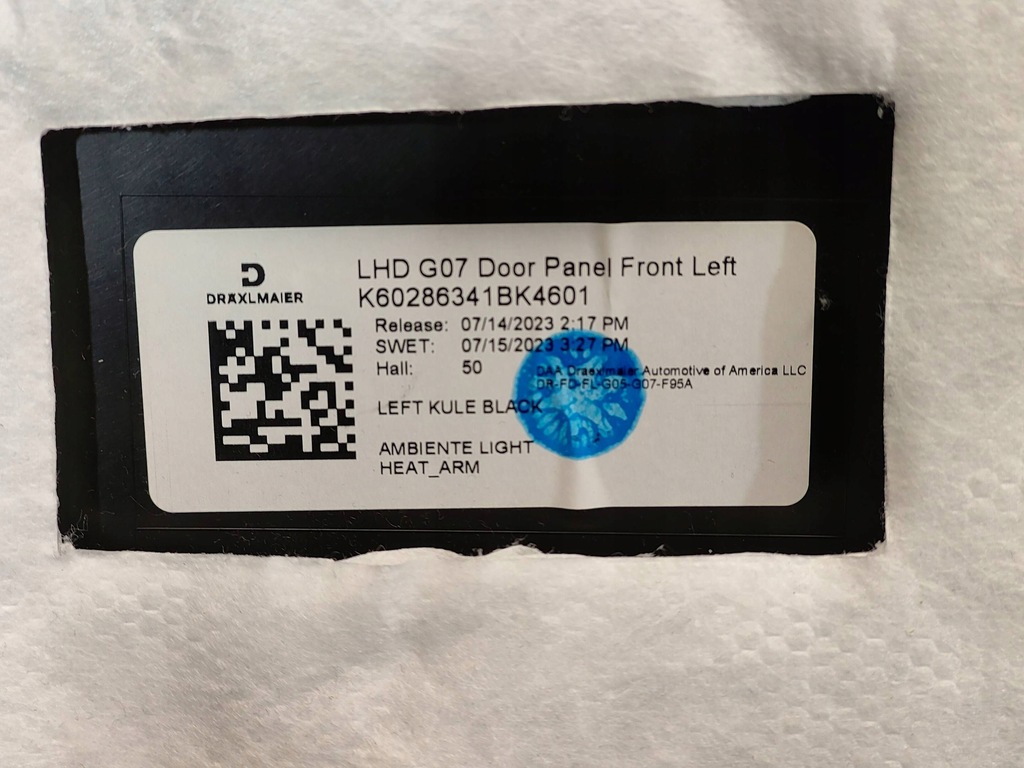 DRÄXLMAIER
LHD G07 Door Panel Front Left
K60286341BK4601
Release: 07/14/2023 2:17 PM
SWET: 07/15/2023 3:27 PM
Hall: 50
DAA Draexlmaier Automotive of America LLC
DR-FD-FL-G05-G07-F95A
LEFT KULE BLACK
AMBIENTE LIGHT
HEAT_ARM